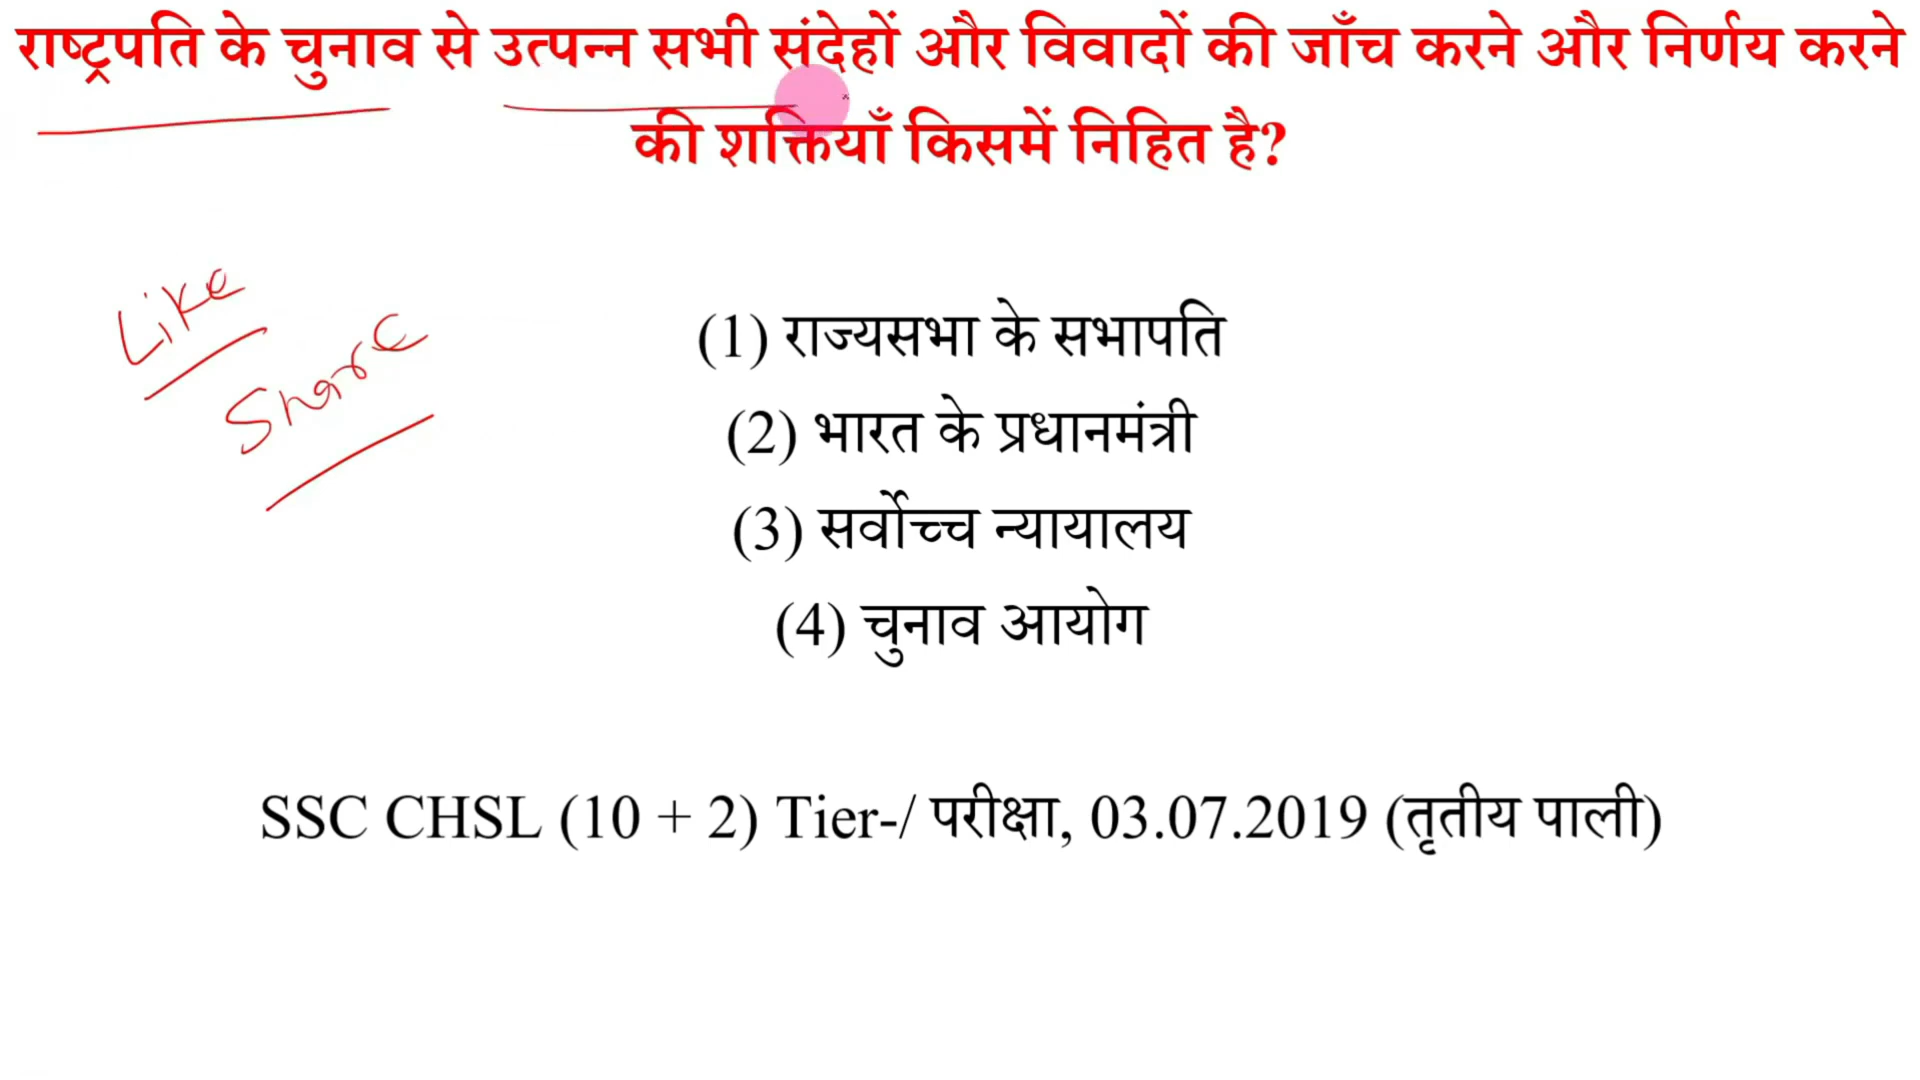 राष्ट्रपति के चुनाव से उत्पन्न सभी संदेहों और विवादों की जाँच करने और निर्णय करने
की शक्तियाँ किसमें निहित है?
Like
Share
(1) राज्यसभा के सभापति
(2) भारत के प्रधानमंत्री
(3) सर्वोच्च न्यायालय
(4) चुनाव आयोग
SSC CHSL (10 + 2) Tier-/ परीक्षा, 03.07.2019 (तृतीय पाली)